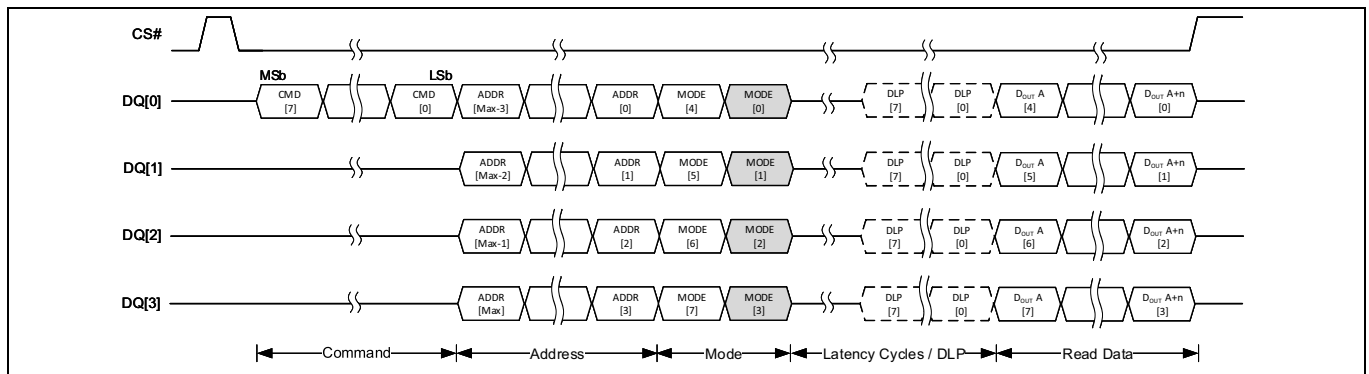 CS#
MSb LSb
DQ[0] CMD [7] CMD [0] ADDR [Max-3] ADDR [0] MODE [4] MODE [0] DLP [7] DLP [0] DOUT A [4] DOUT A+n [0]
DQ[1] ADDR [Max-2] ADDR [1] MODE [5] MODE [1] DLP [7] DLP [0] DOUT A [5] DOUT A+n [1]
DQ[2] ADDR [Max-1] ADDR [2] MODE [6] MODE [2] DLP [7] DLP [0] DOUT A [6] DOUT A+n [2]
DQ[3] ADDR [Max] ADDR [3] MODE [7] MODE [3] DLP [7] DLP [0] DOUT A [7] DOUT A+n [3]
Command Address Mode Latency Cycles / DLP Read Data